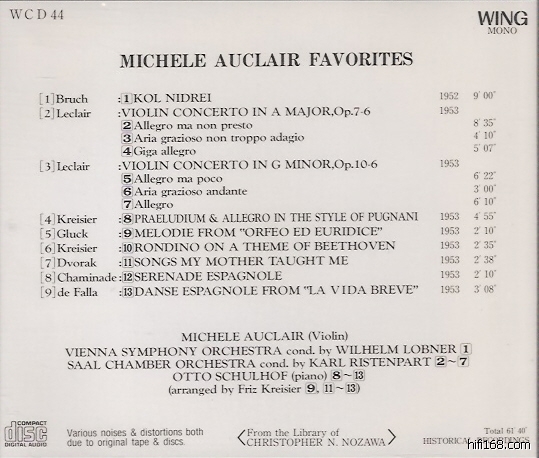 WCD 44
WING
MONO
MICHELE AUCLAIR FAVORITES
[1] Bruch :1 KOL NIDREI 1952 9' 00"
[2] Leclair :VIOLIN CONCERTO IN A MAJOR,Op.7-6 1953
2 Allegro ma non presto 8' 35"
3 Aria grazioso non troppo adagio 4' 10"
4 Giga allegro 5' 07"
[3] Leclair :VIOLIN CONCERTO IN G MINOR,Op.10-6 1953
5 Allegro ma poco 6' 22"
6 Aria grazioso andante 3' 00"
7 Allegro 6' 10"
[4] Kreisier :8 PRAELUDIUM & ALLEGRO IN THE STYLE OF PUGNANI 1953 4' 55"
[5] Gluck :9 MELODIE FROM "ORFEO ED EURIDICE" 1953 2' 10"
[6] Kreisier :10 RONDINO ON A THEME OF BEETHOVEN 1953 2' 35"
[7] Dvorak :11 SONGS MY MOTHER TAUGHT ME 1953 2' 38"
[8] Chaminade :12 SERENADE ESPAGNOLE 1953 2' 10"
[9] de Falla :13 DANSE ESPAGNOLE FROM "LA VIDA BREVE" 1953 3' 08"
MICHELE AUCLAIR (Violin)
VIENNA SYMPHONY ORCHESTRA cond. by WILHELM LOBNER 1
SAAL CHAMBER ORCHESTRA cond. by KARL RISTENPART 2~7
OTTO SCHULHOF (piano) 8~13
(arranged by Friz Kreisier 9, 11~13)
COMPACT
disc
DIGITAL AUDIO
Various noises & distortions both
due to original tape & discs.
From the Library of
CHRISTOPHER N. NOZAWA
Total 61' 40"
HISTORICAL RECORDINGS
hifi168.com